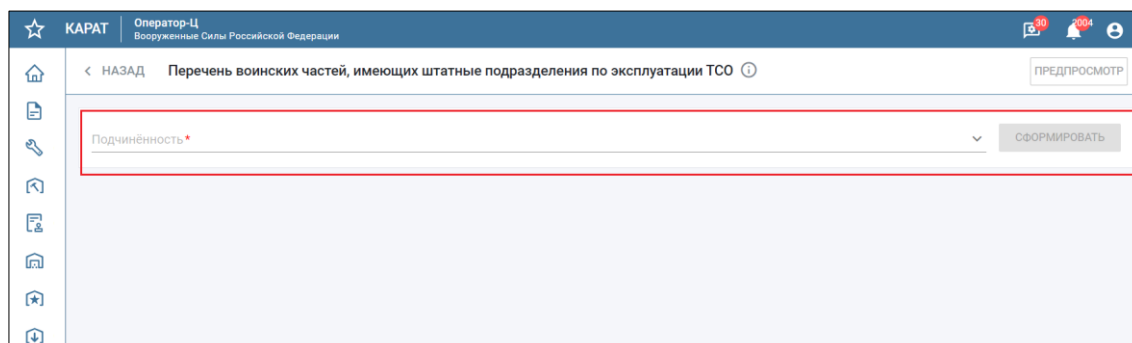 КАРАТ
Оператор-Ц
Вооруженные Силы Российской Федерации
30
2004
< НАЗАД
Перечень воинских частей, имеющих штатные подразделения по эксплуатации ТСО
ПРЕДПРОСМОТР
Подчинённость*
СФОРМИРОВАТЬ